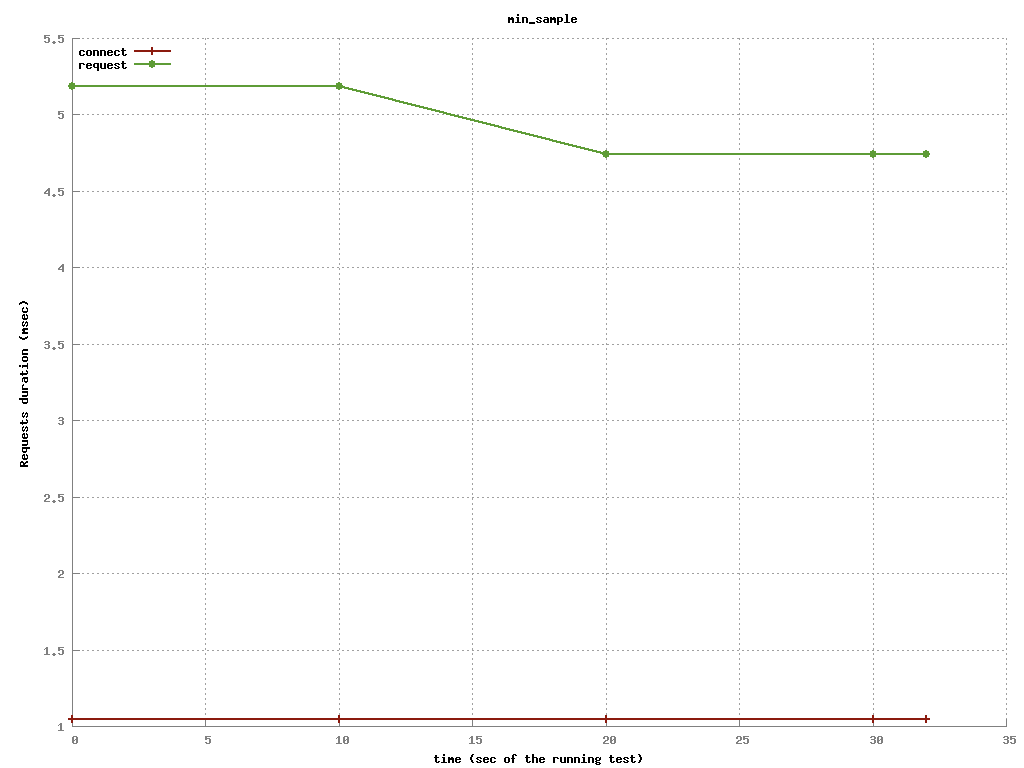 min_sample
5.5
connect
request
5
4.5
4
3.5
3
2.5
2
1.5
1
Requests duration (msec)
0 5 10 15 20 25 30 35
time (sec of the running test)